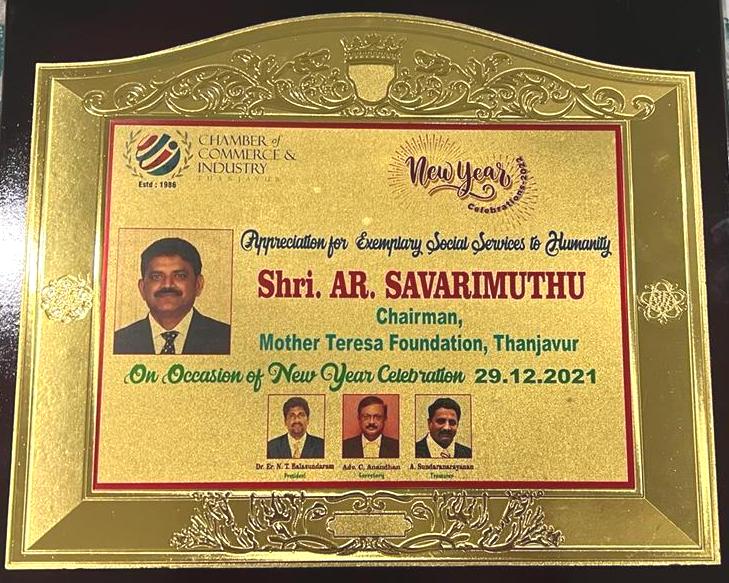 CHAMBER of
COMMERCE &
INDUSTRY
THANJAVUR
Estd : 1986
New Year
Celebrations-2022
Appreciation for Exemplary Social Services to Humanity
Shri. AR. SAVARIMUTHU
Chairman,
Mother Teresa Foundation, Thanjavur
On Occasion of New Year Celebration 29.12.2021
Dr. Er. N. T. Balasundaram
President
Adv. C. Anandhan
Secretary
A. Sundaranarayanan
Treasurer